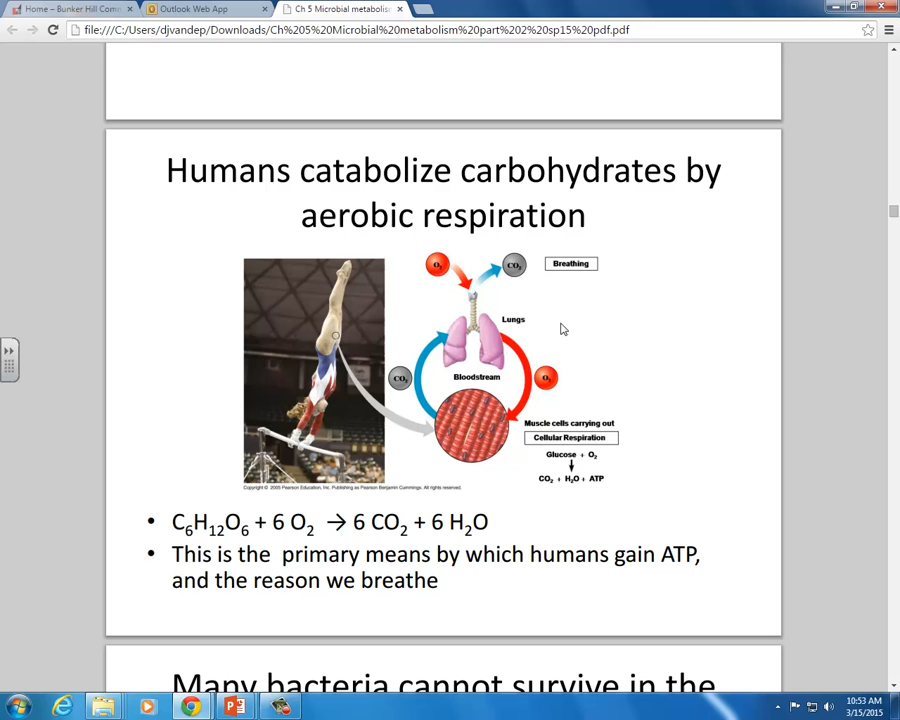 Home – Bunker Hill Comm
Outlook Web App
Ch 5 Microbial metabolism
file:///C:/Users/djvandep/Downloads/Ch%205%20Microbial%20metabolism%20part%202%20sp15%20pdf.pdf
Humans catabolize carbohydrates by
aerobic respiration
O₂
CO₂
Breathing
Lungs
CO₂
Bloodstream
O₂
Muscle cells carrying out
Cellular Respiration
Glucose + O₂
CO₂ + H₂O + ATP
Copyright © 2005 Pearson Education, Inc. Publishing as Pearson Benjamin Cummings. All rights reserved.
• C₆H₁₂O₆ + 6 O₂ → 6 CO₂ + 6 H₂O
• This is the primary means by which humans gain ATP,
and the reason we breathe
Many bacteria cannot survive in the
10:53 AM
3/15/2015